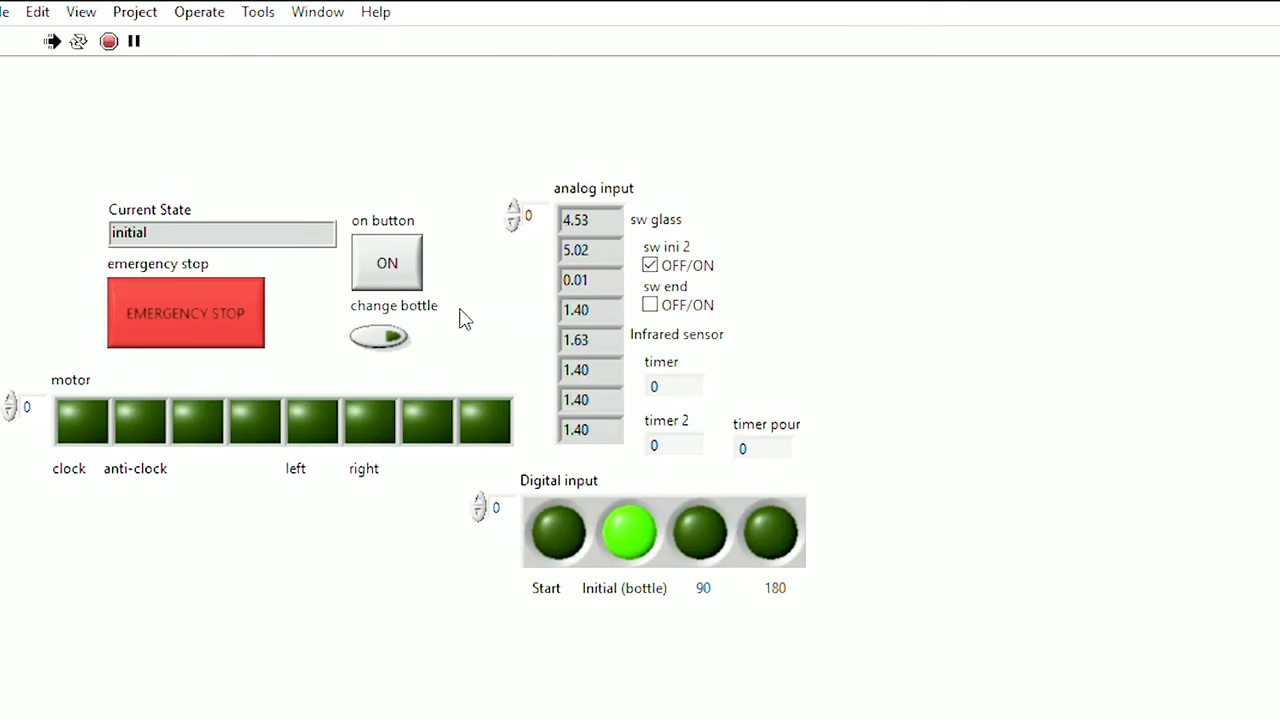 le Edit View Project Operate Tools Window Help
Current State
initial
emergency stop
EMERGENCY STOP
on button
ON
change bottle
motor
0
clock anti-clock left right
analog input
0
4.53
5.02
0.01
1.40
1.63
1.40
1.40
1.40
sw glass
sw ini 2
OFF/ON
sw end
OFF/ON
Infrared sensor
timer
0
timer 2
0
timer pour
0
Digital input
0
Start Initial (bottle) 90 180